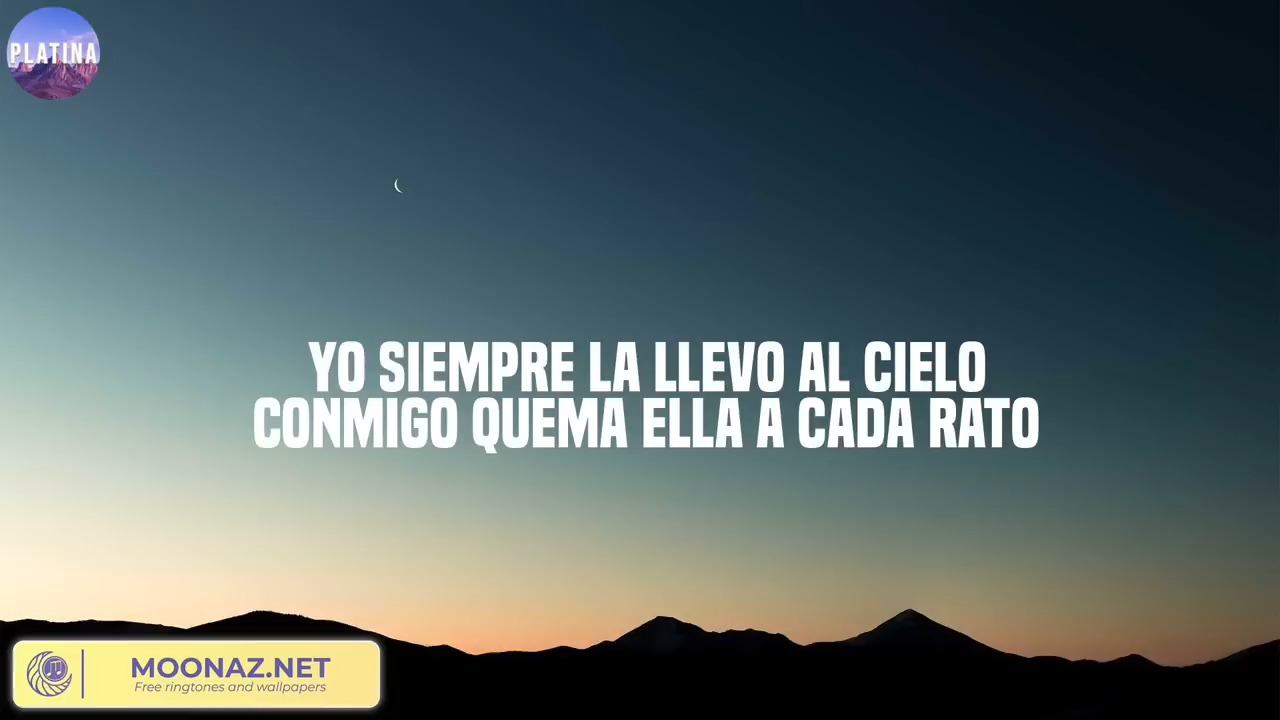 PLATINA
YO SIEMPRE LA LLEVO AL CIELO
CONMIGO QUEMA ELLA A CADA RATO
MOONAZ.NET
Free ringtones and wallpapers